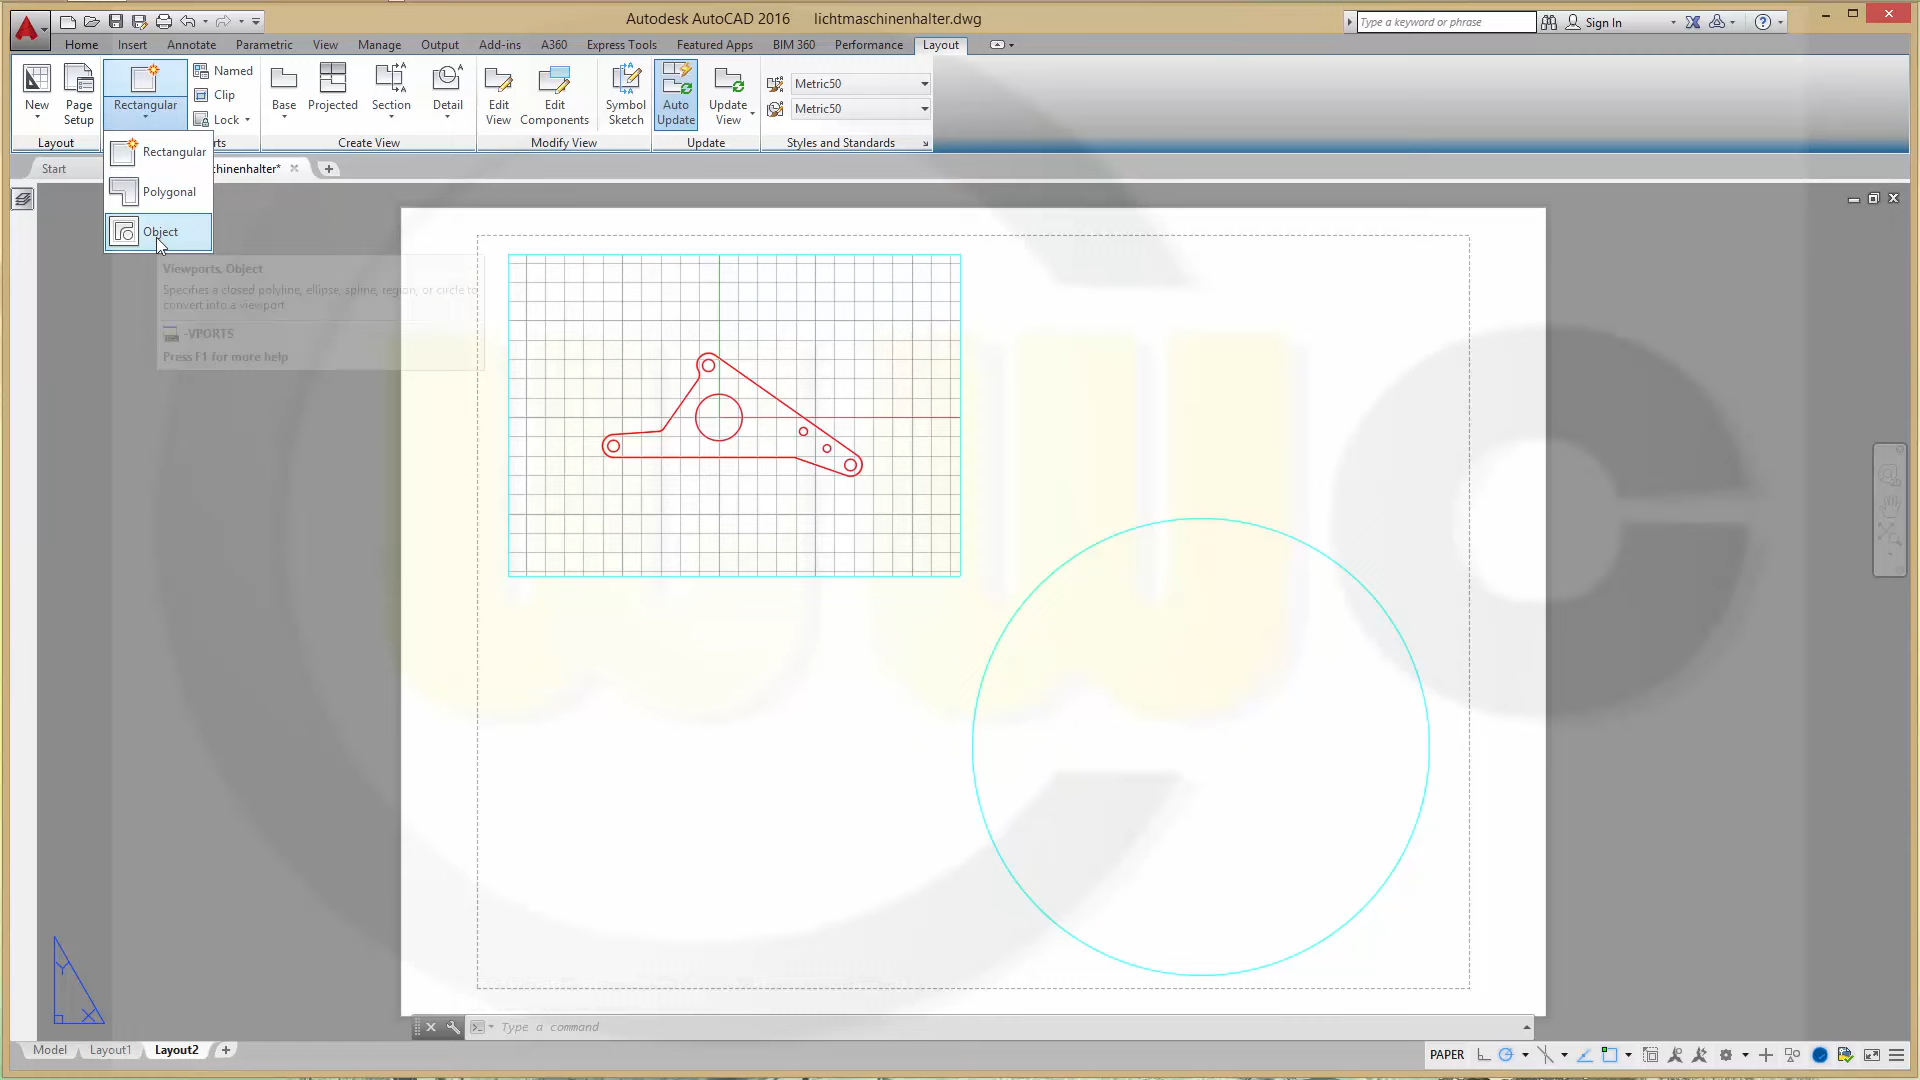 Autodesk AutoCAD 2016 lichtmaschinenhalter.dwg
Type a keyword or phrase
Sign In
Home Insert Annotate Parametric View Manage Output Add-ins A360 Express Tools Featured Apps BIM 360 Performance Layout
New
Page
Setup
Rectangular
Named
Clip
Lock
Base
Projected
Section
Detail
Edit
View
Edit
Components
Symbol
Sketch
Auto
Update
Update
View
Metric50
Metric50
Layout
rts
Create View
Modify View
Update
Styles and Standards
Start
chinenhalter*
Rectangular
Polygonal
Object
Viewports, Object
Specifies a closed polyline, ellipse, spline, region, or circle to
convert into a viewport
-VPORTS
Press F1 for more help
Y
X
Type a command
Model Layout1 Layout2
PAPER